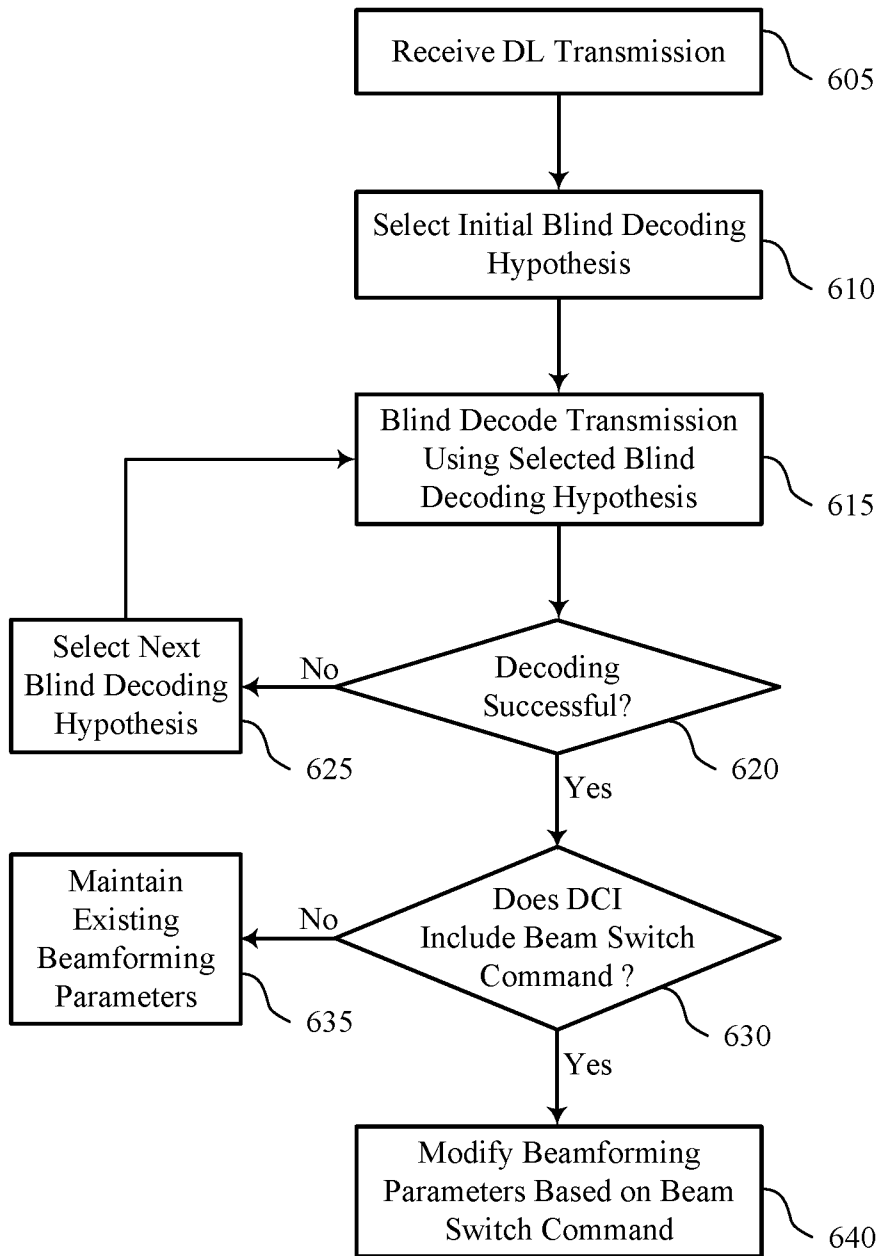 Receive DL Transmission
605
Select Initial Blind Decoding
Hypothesis
610
Blind Decode Transmission
Using Selected Blind
Decoding Hypothesis
615
Select Next
Blind Decoding
Hypothesis
625
No
Decoding
Successful?
620
Yes
Maintain
Existing
Beamforming
Parameters
635
No
Does DCI
Include Beam Switch
Command ?
630
Yes
Modify Beamforming
Parameters Based on Beam
Switch Command
640